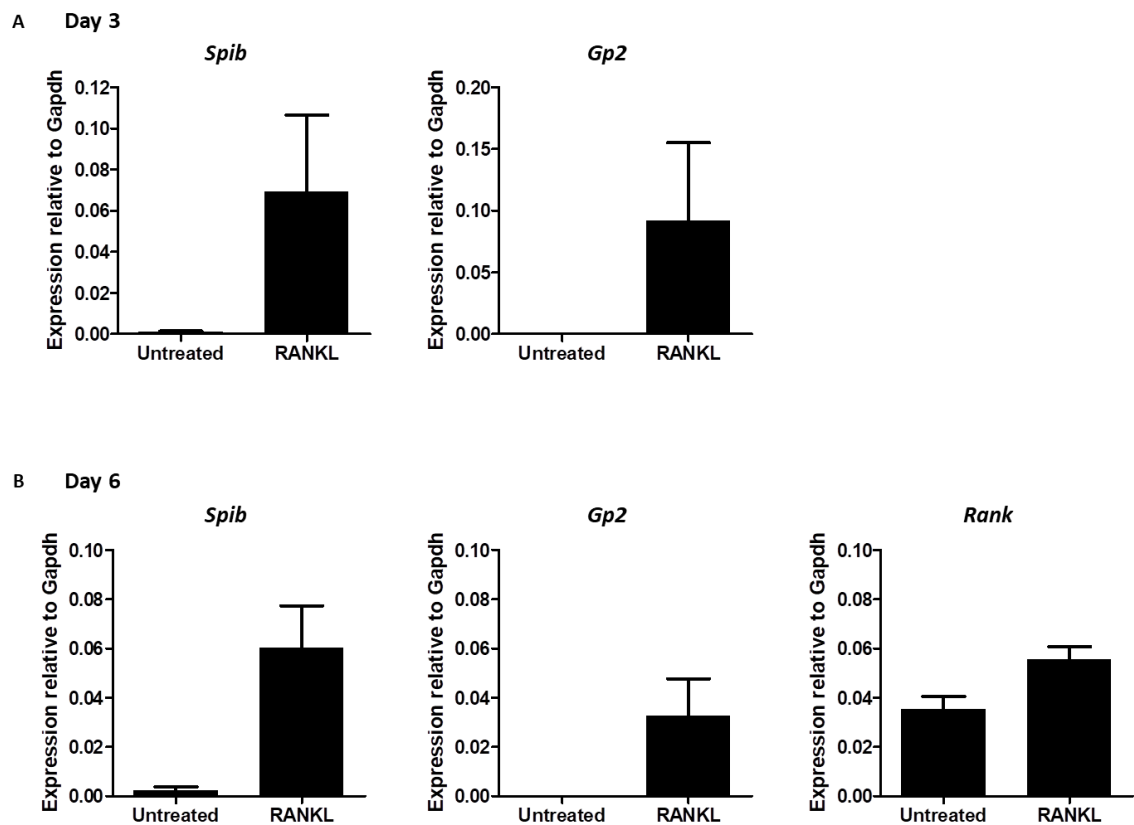 A Day 3
Spib
Expression relative to Gapdh
0.12
0.10
0.08
0.06
0.04
0.02
0.00
Untreated RANKL
Gp2
Expression relative to Gapdh
0.20
0.15
0.10
0.05
0.00
Untreated RANKL
B Day 6
Spib
Expression relative to Gapdh
0.10
0.08
0.06
0.04
0.02
0.00
Untreated RANKL
Gp2
Expression relative to Gapdh
0.10
0.08
0.06
0.04
0.02
0.00
Untreated RANKL
Rank
Expression relative to Gapdh
0.10
0.08
0.06
0.04
0.02
0.00
Untreated RANKL